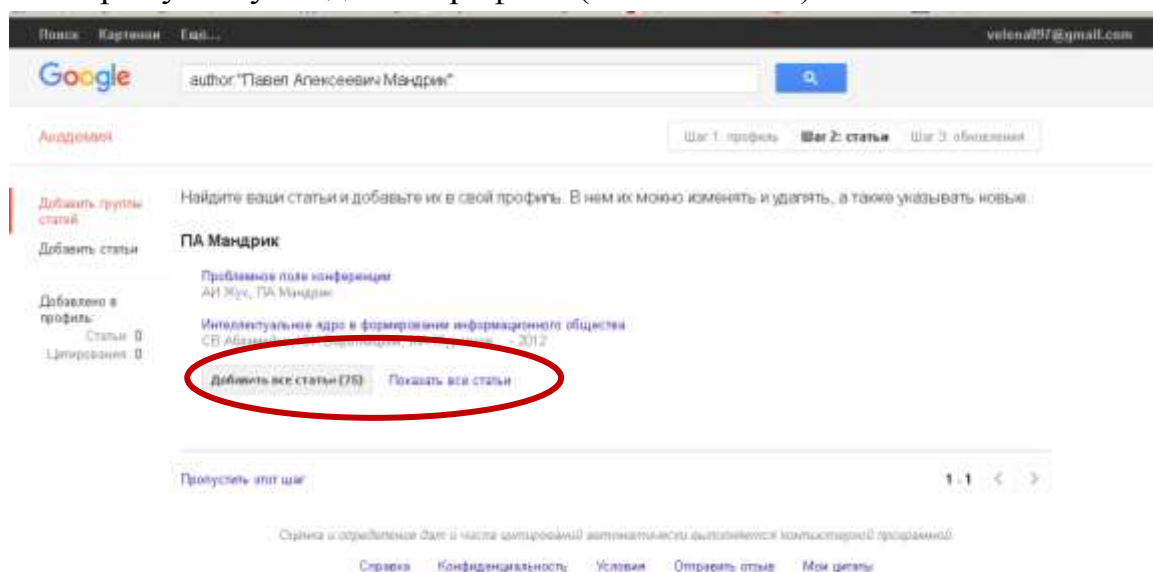 Поиск Картинки Ещё... velena897@gmail.com
Google author:"Павел Алексеевич Мандрик"
Академия Шаг 1: профиль Шаг 2: статьи Шаг 3: обновления
Найдите ваши статьи и добавьте их в свой профиль. В нем их можно изменять и удалять, а также указывать новые.
Добавить группы
статей
Добавить статьи
Добавлено в
профиль:
Статьи 0
Цитирования 0
ПА Мандрик
Проблемное поле конференции
АИ Жук, ПА Мандрик
Интеллектуальное ядро в формировании информационного общества
СВ - 2012
Добавить все статьи (75) Показать все статьи
Пропустить этот шаг 1 - 1
Оценка и определение дат и числа цитирований автоматически выполняется компьютерной программой.
Справка Конфиденциальность Условия Отправить отзыв Мои цитаты